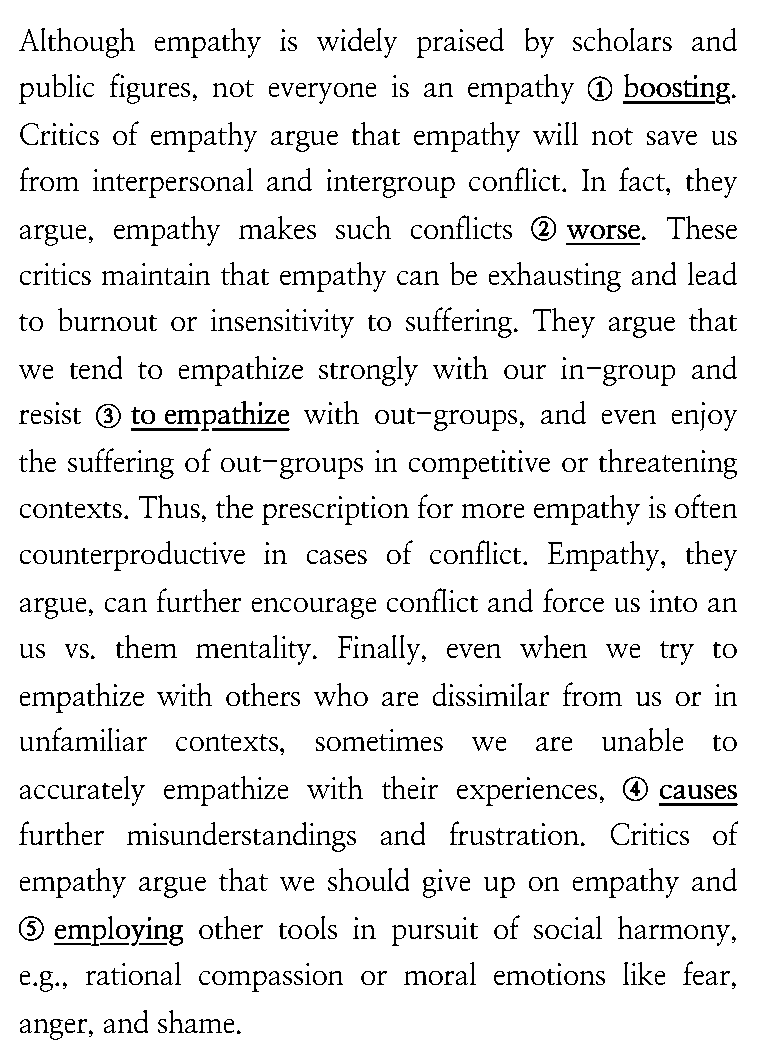 Although empathy is widely praised by scholars and
public figures, not everyone is an empathy ① boosting.
Critics of empathy argue that empathy will not save us
from interpersonal and intergroup conflict. In fact, they
argue, empathy makes such conflicts ② worse. These
critics maintain that empathy can be exhausting and lead
to burnout or insensitivity to suffering. They argue that
we tend to empathize strongly with our in-group and
resist ③ to empathize with out-groups, and even enjoy
the suffering of out-groups in competitive or threatening
contexts. Thus, the prescription for more empathy is often
counterproductive in cases of conflict. Empathy, they
argue, can further encourage conflict and force us into an
us vs. them mentality. Finally, even when we try to
empathize with others who are dissimilar from us or in
unfamiliar contexts, sometimes we are unable to
accurately empathize with their experiences, ④ causes
further misunderstandings and frustration. Critics of
empathy argue that we should give up on empathy and
⑤ employing other tools in pursuit of social harmony,
e.g., rational compassion or moral emotions like fear,
anger, and shame.